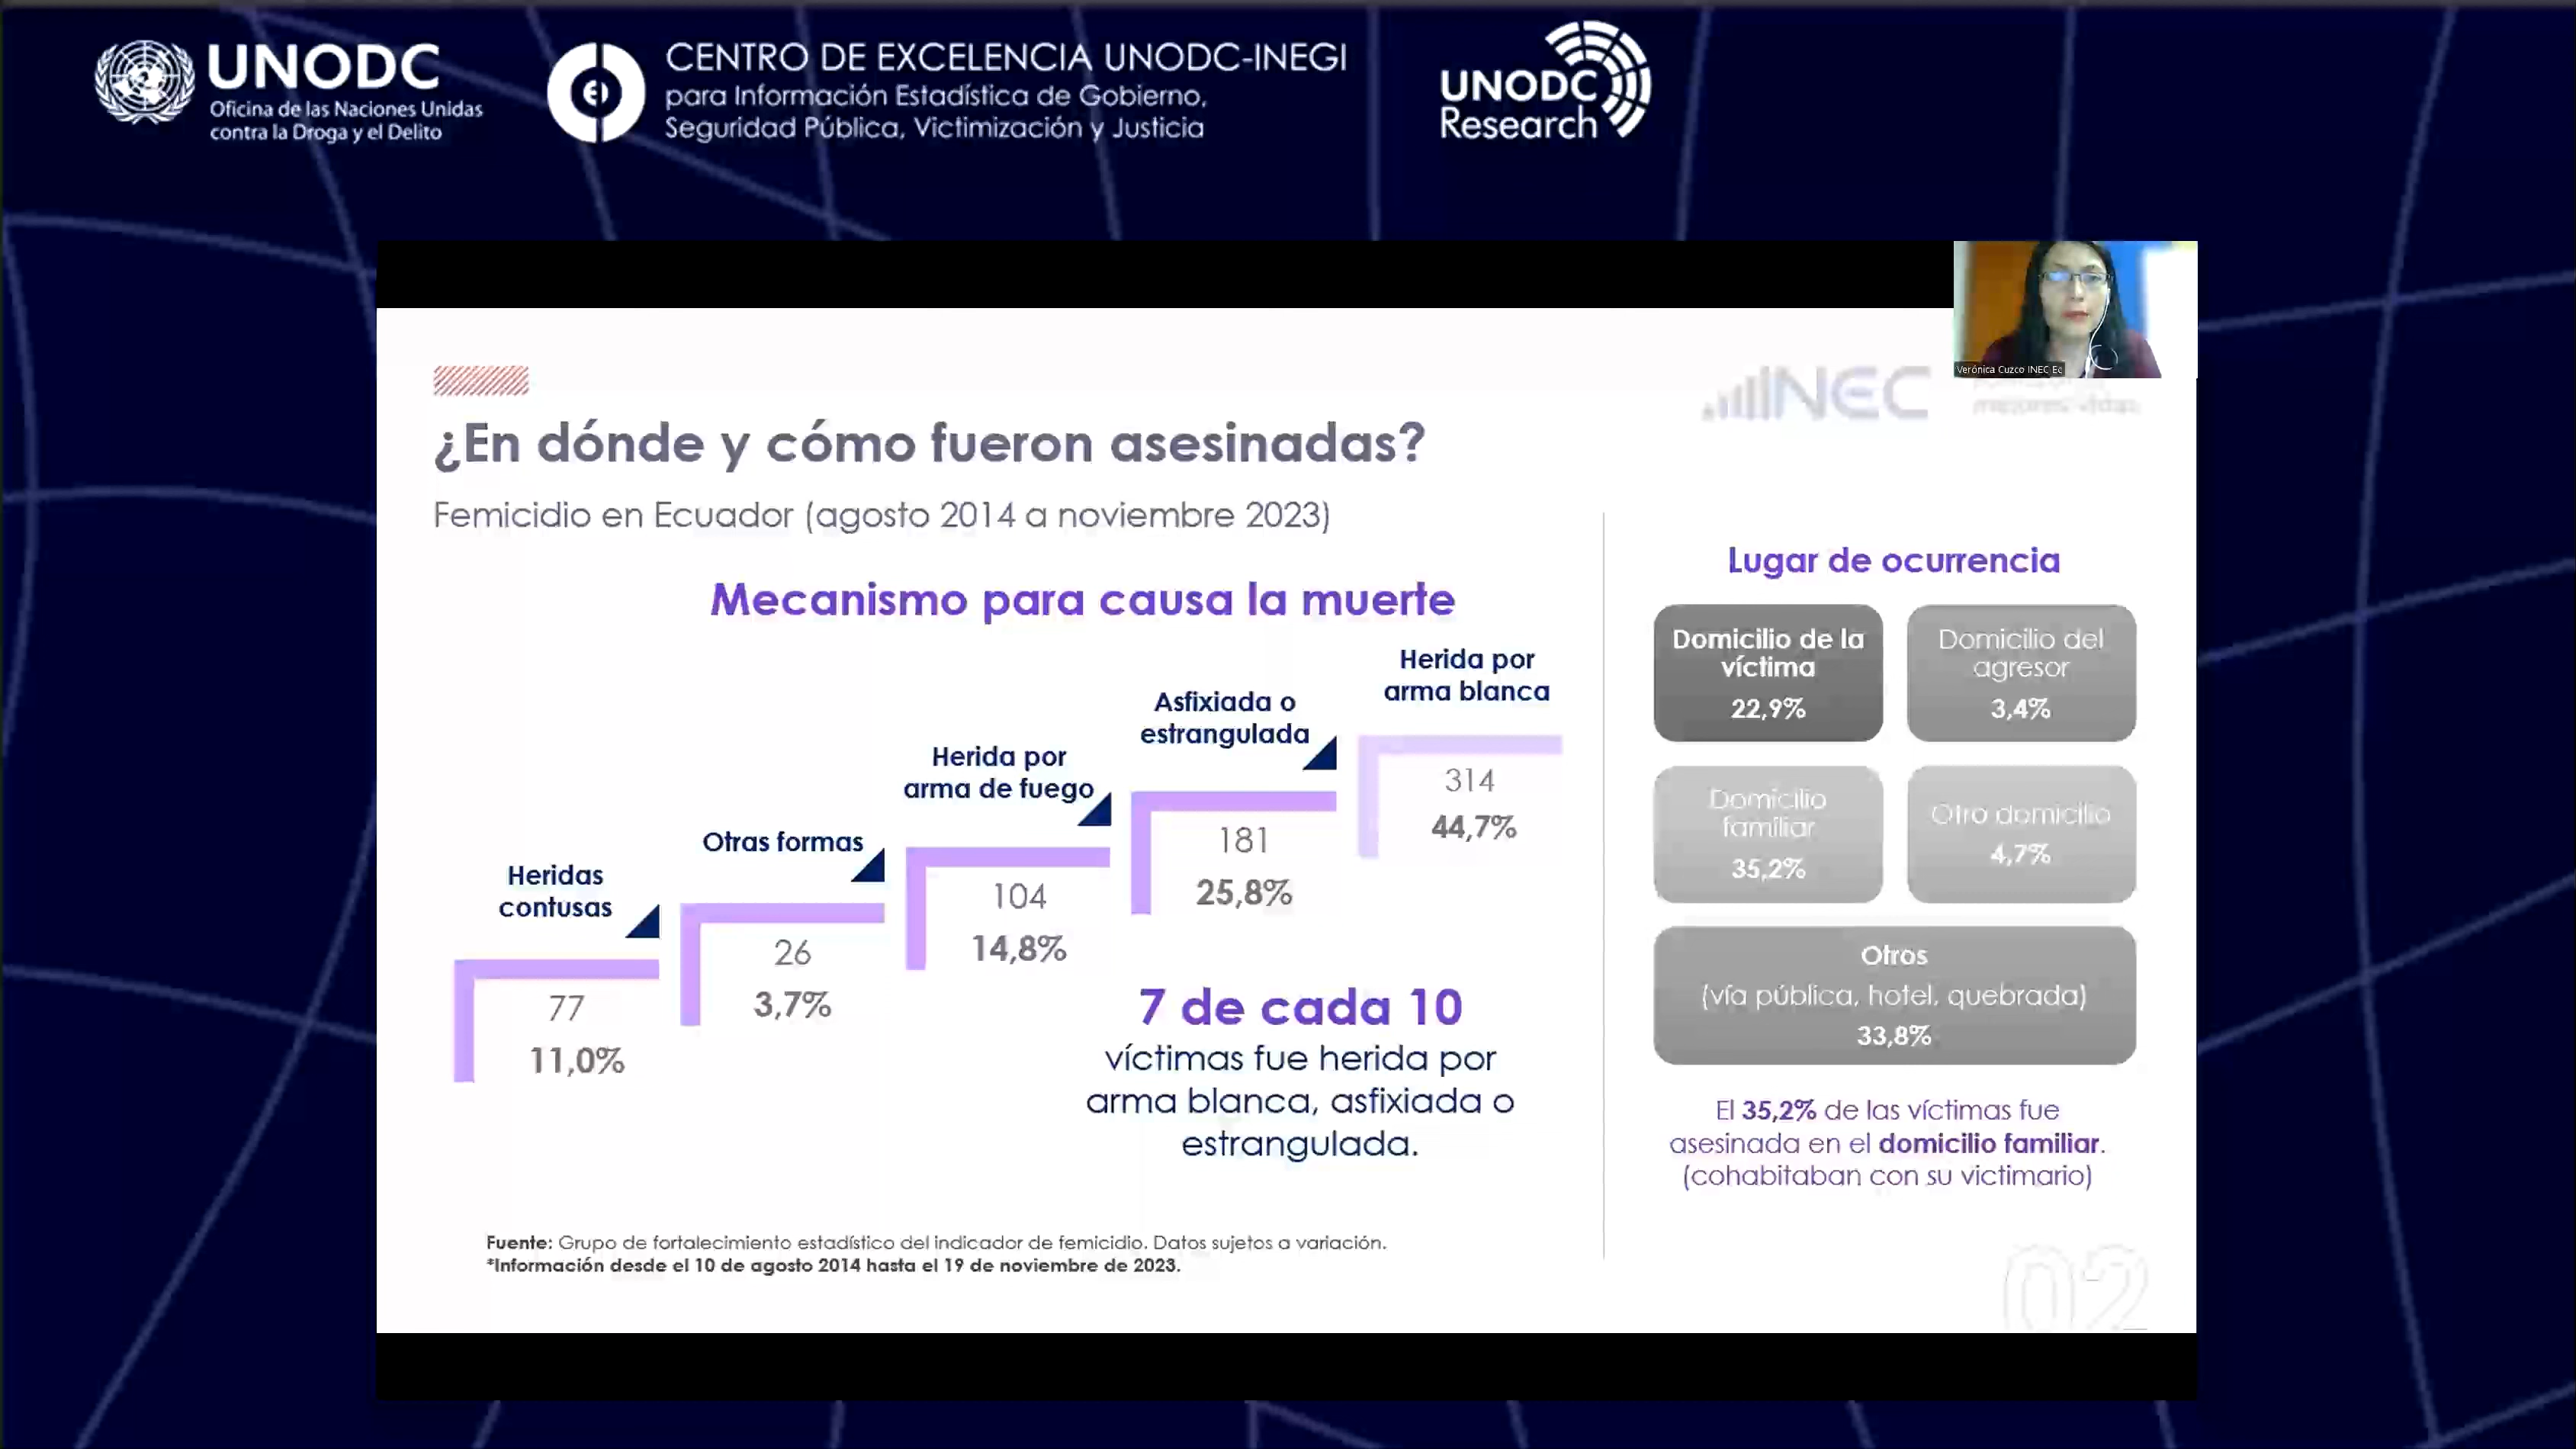 UNODC
Oficina de las Naciones Unidas
contra la Droga y el Delito
CENTRO DE EXCELENCIA UNODC-INEGI
para Información Estadística de Gobierno,
Seguridad Pública, Victimización y Justicia
UNODC
Research
Verónica Cuzco INEC Ec
INEC
mejores vidas
¿En dónde y cómo fueron asesinadas?
Femicidio en Ecuador (agosto 2014 a noviembre 2023)
Mecanismo para causa la muerte
Heridas
contusas
77
11,0%
Otras formas
26
3,7%
Herida por
arma de fuego
104
14,8%
Asfixiada o
estrangulada
181
25,8%
Herida por
arma blanca
314
44,7%
7 de cada 10
víctimas fue herida por
arma blanca, asfixiada o
estrangulada.
Fuente: Grupo de fortalecimiento estadístico del indicador de femicidio. Datos sujetos a variación.
*Información desde el 10 de agosto 2014 hasta el 19 de noviembre de 2023.
Lugar de ocurrencia
Domicilio de la
víctima
22,9%
Domicilio del
agresor
3,4%
Domicilio
familiar
35,2%
Otro domicilio
4,7%
Otros
(vía pública, hotel, quebrada)
33,8%
El 35,2% de las víctimas fue
asesinada en el domicilio familiar.
(cohabitaban con su victimario)
02